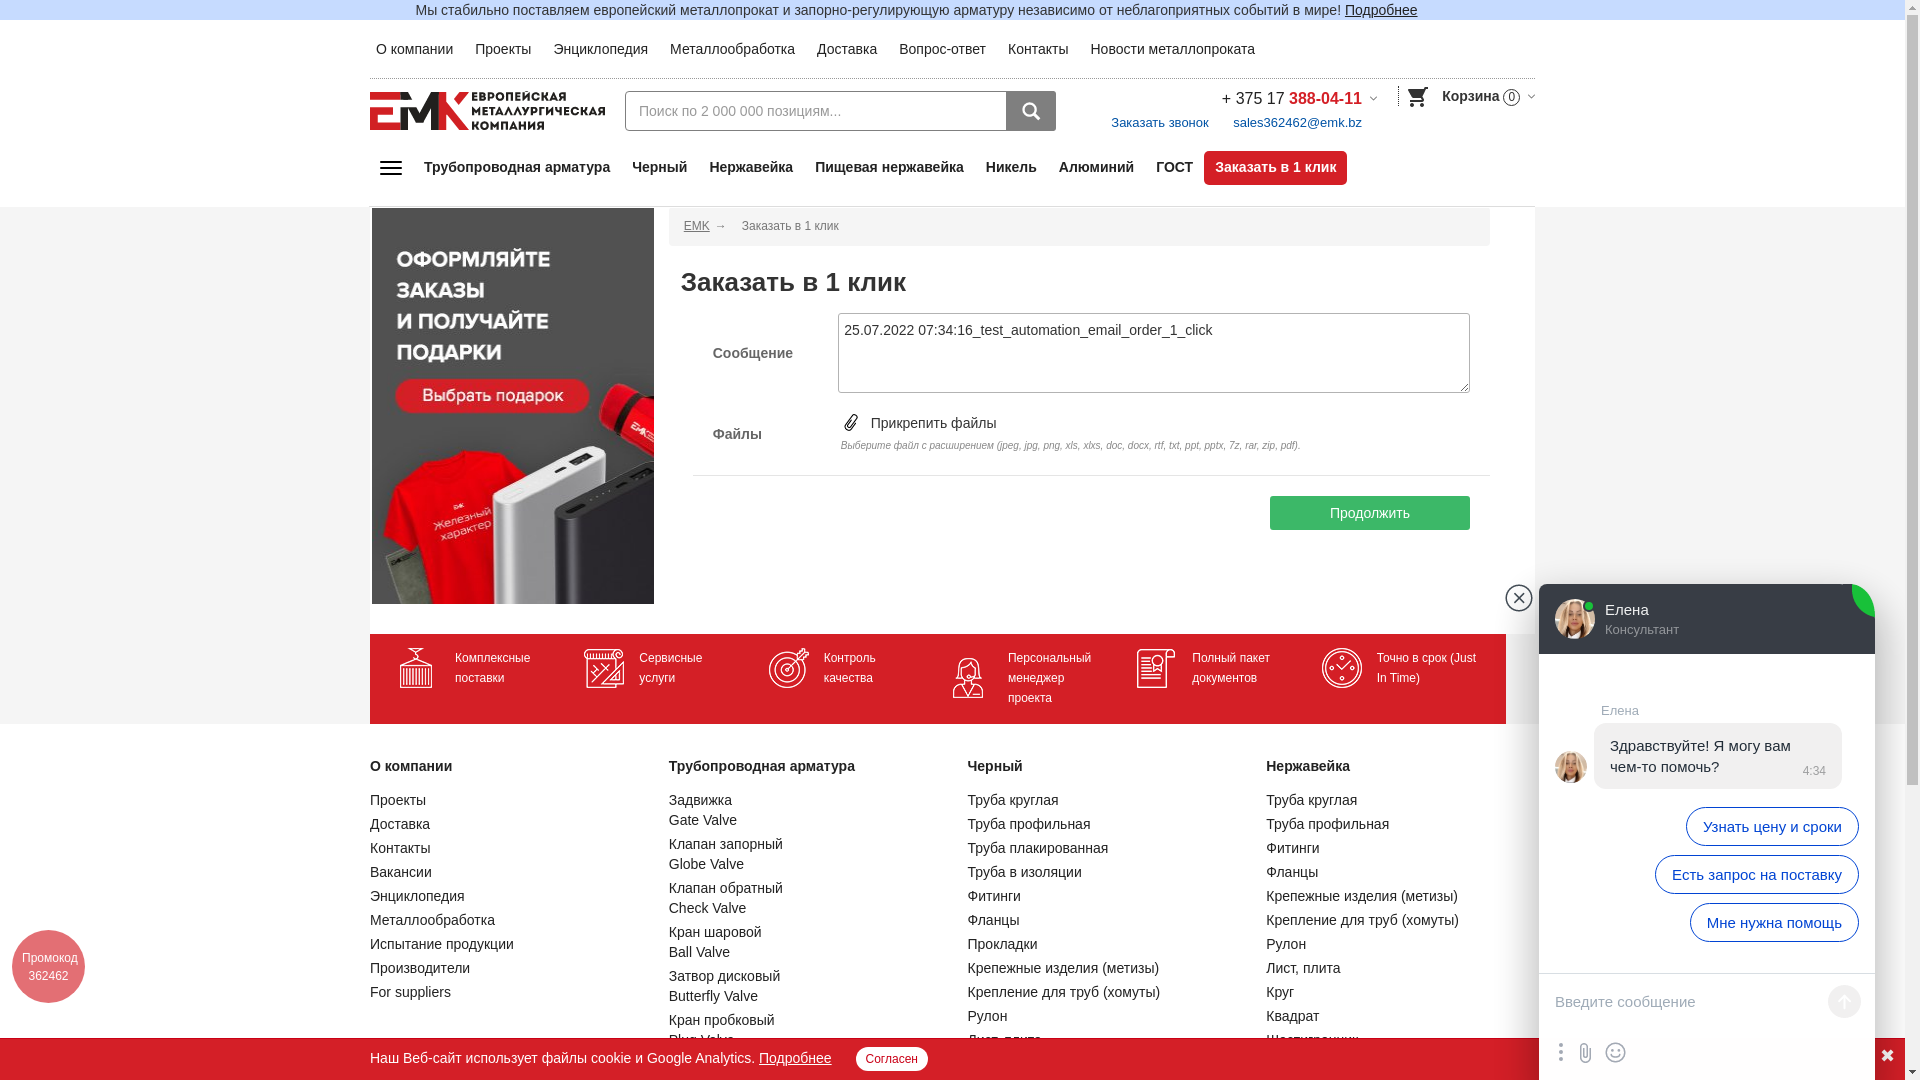 Мы стабильно поставляем европейский металлопрокат и запорно-регулирующую арматуру независимо от неблагоприятных событий в мире! Подробнее
О компании Проекты Энциклопедия Металлообработка Доставка Вопрос-ответ Контакты Новости металлопроката
ЕМК ЕВРОПЕЙСКАЯ
МЕТАЛЛУРГИЧЕСКАЯ
КОМПАНИЯ
Поиск по 2 000 000 позициям...
+ 375 17 388-04-11
Заказать звонок sales362462@emk.bz
Корзина 0
Трубопроводная арматура Черный Нержавейка Пищевая нержавейка Никель Алюминий ГОСТ Заказать в 1 клик
ОФОРМЛЯЙТЕ
ЗАКАЗЫ
И ПОЛУЧАЙТЕ
ПОДАРКИ
Выбрать подарок
ЕМК
ЕМК
Железный
характер
EMK → Заказать в 1 клик
Заказать в 1 клик
Сообщение
25.07.2022 07:34:16_test_automation_email_order_1_click
Файлы
Прикрепить файлы
Выберите файл с расширением (jpeg, jpg, png, xls, xlxs, doc, docx, rtf, txt, ppt, pptx, 7z, rar, zip, pdf).
Продолжить
Комплексные
поставки
Сервисные
услуги
Контроль
качества
Персональный
менеджер
проекта
Полный пакет
документов
Точно в срок (Just
In Time)
О компании
Проекты
Доставка
Контакты
Вакансии
Энциклопедия
Металлообработка
Испытание продукции
Производители
For suppliers
Трубопроводная арматура
Задвижка
Gate Valve
Клапан запорный
Globe Valve
Клапан обратный
Check Valve
Кран шаровой
Ball Valve
Затвор дисковый
Butterfly Valve
Кран пробковый
Plug Valve
Черный
Труба круглая
Труба профильная
Труба плакированная
Труба в изоляции
Фитинги
Фланцы
Прокладки
Крепежные изделия (метизы)
Крепление для труб (хомуты)
Рулон
Лист, плита
Нержавейка
Труба круглая
Труба профильная
Фитинги
Фланцы
Крепежные изделия (метизы)
Крепление для труб (хомуты)
Рулон
Лист, плита
Круг
Квадрат
Шестигранник
Промокод
362462
Елена
Консультант
Елена
Здравствуйте! Я могу вам
чем-то помочь?
4:34
Узнать цену и сроки
Есть запрос на поставку
Мне нужна помощь
Введите сообщение
Наш Веб-сайт использует файлы cookie и Google Analytics. Подробнее Согласен